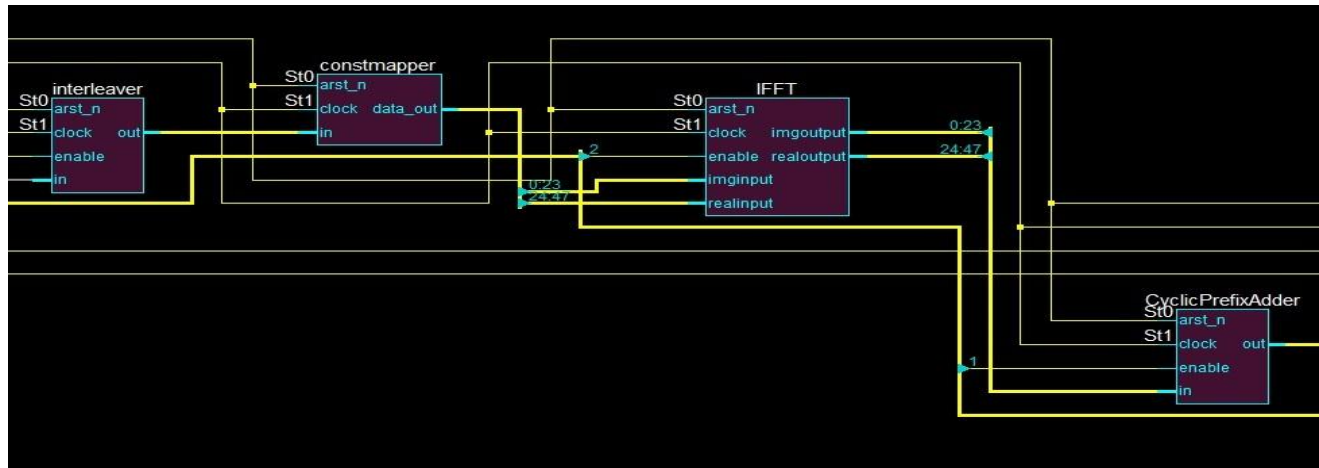 interleaver
St0 arst_n
St1 clock out
enable
in
constmapper
St0 arst_n
St1 clock data_out
in
IFFT
St0 arst_n
St1 clock imgoutput 0:23
2 enable realoutput 24:47
0:23 imginput
24:47 realinput
CyclicPrefixAdder
St0 arst_n
St1 clock out
1 enable
in